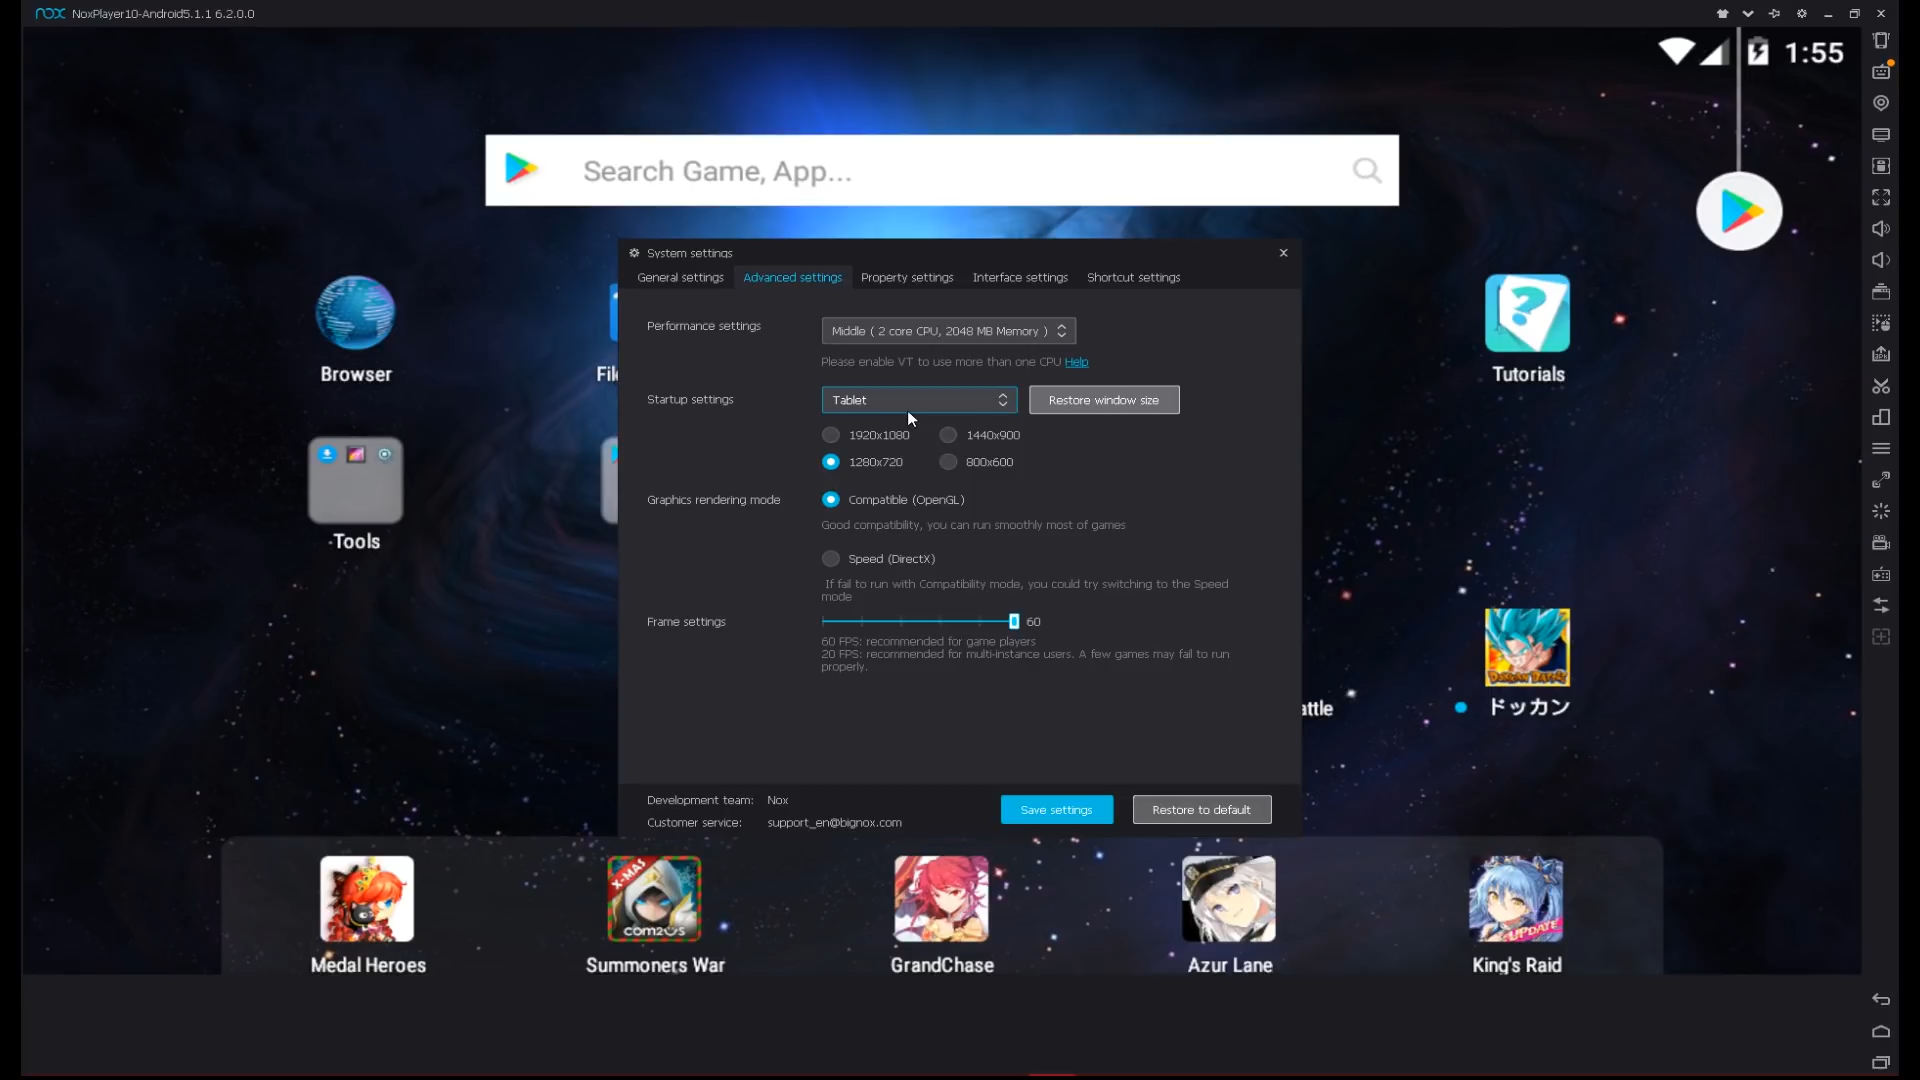 nox NoxPlayer10-Android5.1.1 6.2.0.0
1:55
Search Game, App...
System settings
General settings Advanced settings Property settings Interface settings Shortcut settings
Performance settings Middle ( 2 core CPU, 2048 MB Memory )
Please enable VT to use more than one CPU Help
Startup settings Tablet Restore window size
1920x1080 1440x900
1280x720 800x600
Graphics rendering mode Compatible (OpenGL)
Good compatibility, you can run smoothly most of games
Speed (DirectX)
If fail to run with Compatibility mode, you could try switching to the Speed
mode
Frame settings 60
60 FPS: recommended for game players
20 FPS: recommended for multi-instance users. A few games may fail to run
properly.
Development team: Nox
Customer service: support_en@bignox.com
Save settings Restore to default
Browser
Fil
Tutorials
Tools
attle
DOKKAN BATTLE
ドッカン
X-MAS
com2us
UPDATE
Medal Heroes Summoners War GrandChase Azur Lane King's Raid